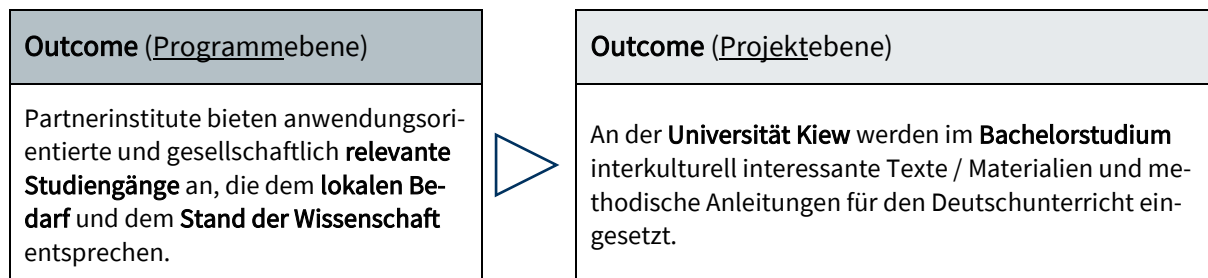 Outcome (Programmebene)
Partnerinstitute bieten anwendungsori-
entierte und gesellschaftlich relevante
Studiengänge an, die dem lokalen Be-
darf und dem Stand der Wissenschaft
entsprechen.
Outcome (Projektebene)
An der Universität Kiew werden im Bachelorstudium
interkulturell interessante Texte / Materialien und me-
thodische Anleitungen für den Deutschunterricht ein-
gesetzt.